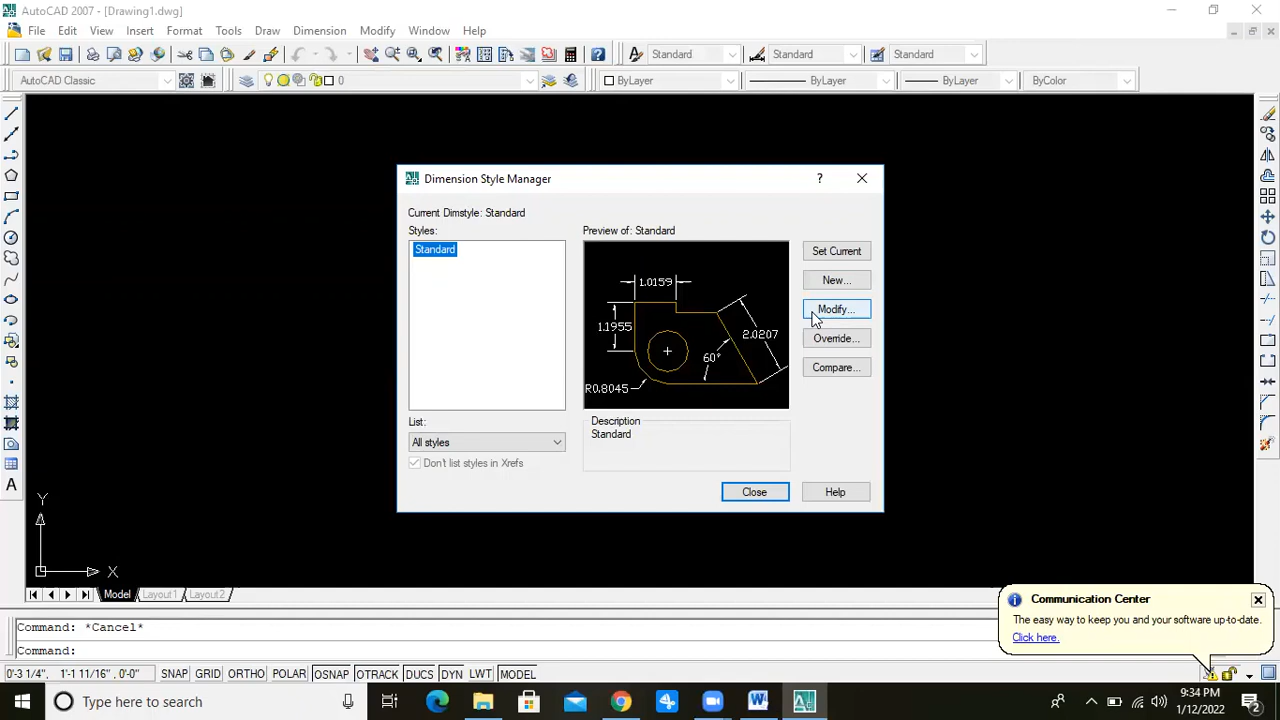 AutoCAD 2007 - [Drawing1.dwg]
File Edit View Insert Format Tools Draw Dimension Modify Window Help
Standard Standard Standard
AutoCAD Classic 0 ByLayer ByLayer ByLayer ByColor
Dimension Style Manager ?
Current Dimstyle: Standard
Styles: Preview of: Standard
Standard
Set Current
New...
Modify...
Override...
Compare...
1.0159
1.1955
2.0207
60°
R0.8045
List:
All styles
Don't list styles in Xrefs
Description
Standard
Close Help
Y
X
Model Layout1 Layout2
Command: *Cancel*
Command:
Communication Center
The easy way to keep you and your software up-to-date.
Click here.
0'-3 1/4", 1'-1 11/16", 0'-0" SNAP GRID ORTHO POLAR OSNAP OTRACK DUCS DYN LWT MODEL
Type here to search
9:34 PM
1/12/2022
2